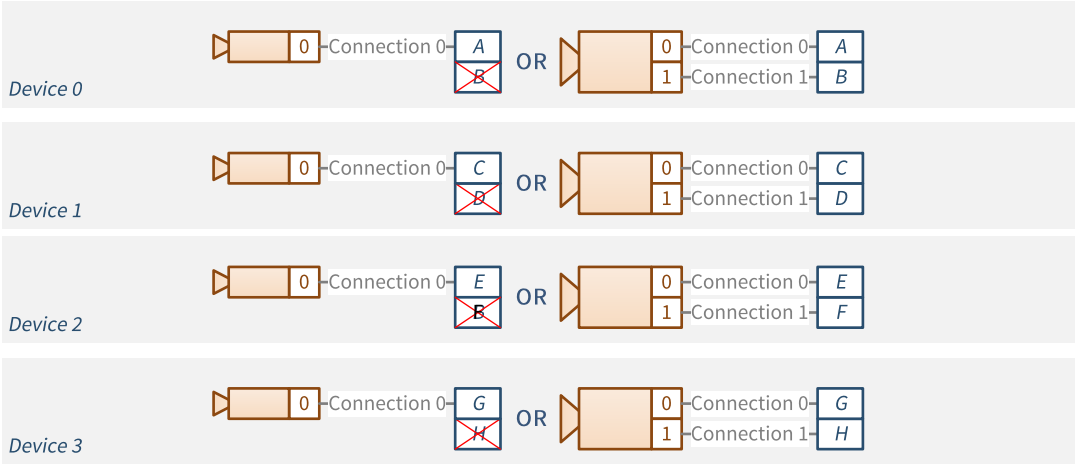 0 Connection 0 A OR 0 Connection 0 A
B 1 Connection 1 B
Device 0
0 Connection 0 C OR 0 Connection 0 C
D 1 Connection 1 D
Device 1
0 Connection 0 E OR 0 Connection 0 E
B 1 Connection 1 F
Device 2
0 Connection 0 G OR 0 Connection 0 G
H 1 Connection 1 H
Device 3